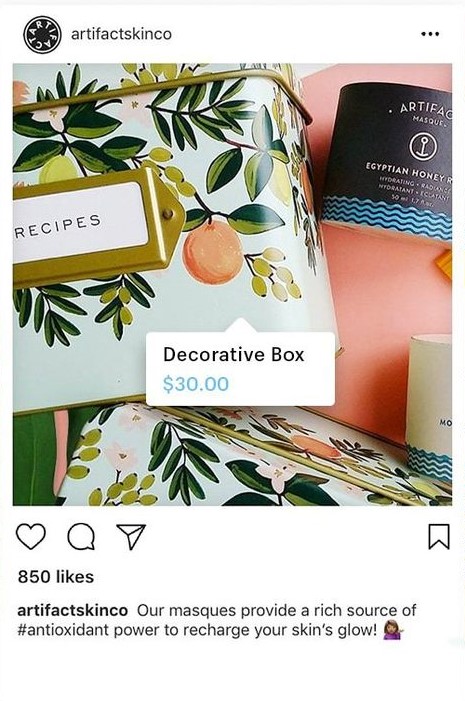 artifactskinco
RECIPES
ARTIFAC
MASQUE
EGYPTIAN HONEY R
HYDRATING • RADIANC
HYDRATANT • ÉCLATANT
50 ml 1.7 fl.oz.
MO
Decorative Box
$30.00
850 likes
artifactskinco Our masques provide a rich source of
#antioxidant power to recharge your skin’s glow! 💁🏽‍♀️